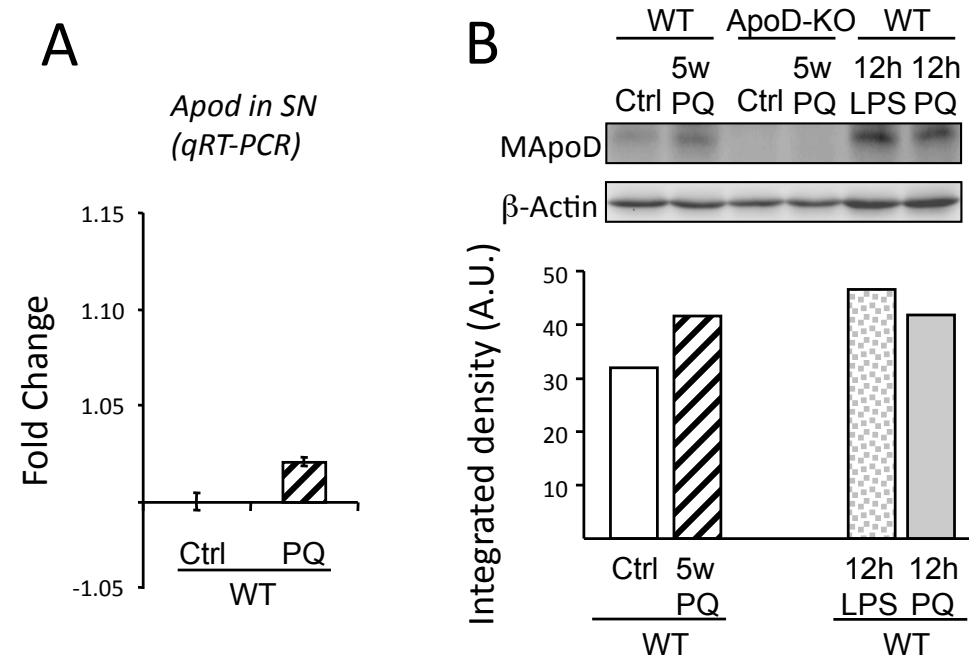 A
Apod in SN
(qRT-PCR)
Fold Change
1.15
1.10
1.05
-1.05
Ctrl PQ
WT
B
WT ApoD-KO WT
5w 5w 12h 12h
Ctrl PQ Ctrl PQ LPS PQ
MApoD
β-Actin
Integrated density (A.U.)
50
40
30
20
10
Ctrl 5w 12h 12h
PQ LPS PQ
WT WT